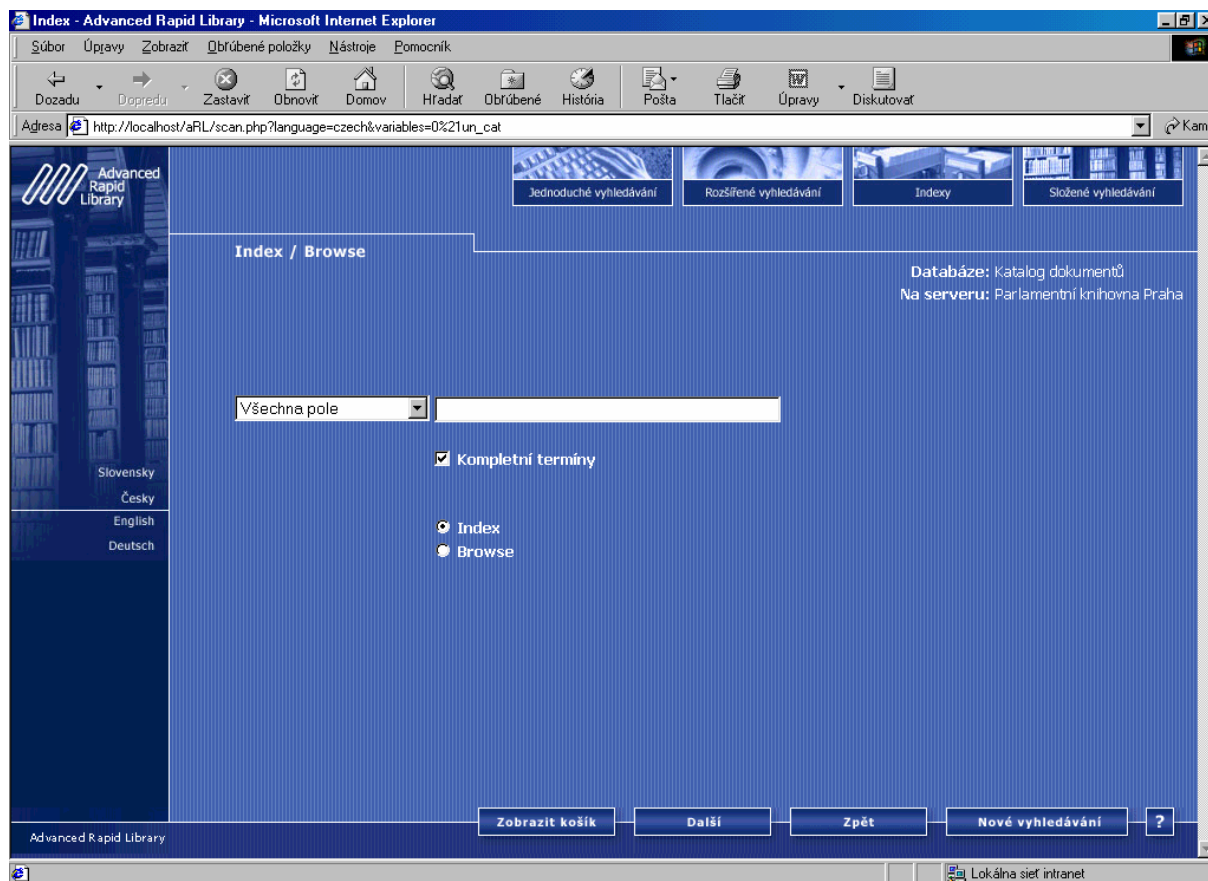 Index - Advanced Rapid Library - Microsoft Internet Explorer
Súbor Úpravy Zobraziť Obľúbené položky Nástroje Pomocník
Dozadu Dopredu Zastaviť Obnoviť Domov Hľadať Obľúbené História Pošta Tlačiť Úpravy Diskutovať
Adresa http://localhost/aRL/scan.php?language=czech&variables=0%21un_cat Kam
Advanced
Rapid
Library
Jednoduché vyhledávání Rozšířené vyhledávání Indexy Složené vyhledávání
Index / Browse
Databáze: Katalog dokumentů
Na serveru: Parlamentní knihovna Praha
Všechna pole
Kompletní termíny
Slovensky
Česky
English
Deutsch
Index
Browse
Zobrazit košík Další Zpět Nové vyhledávání ?
Advanced Rapid Library
Lokálna sieť intranet